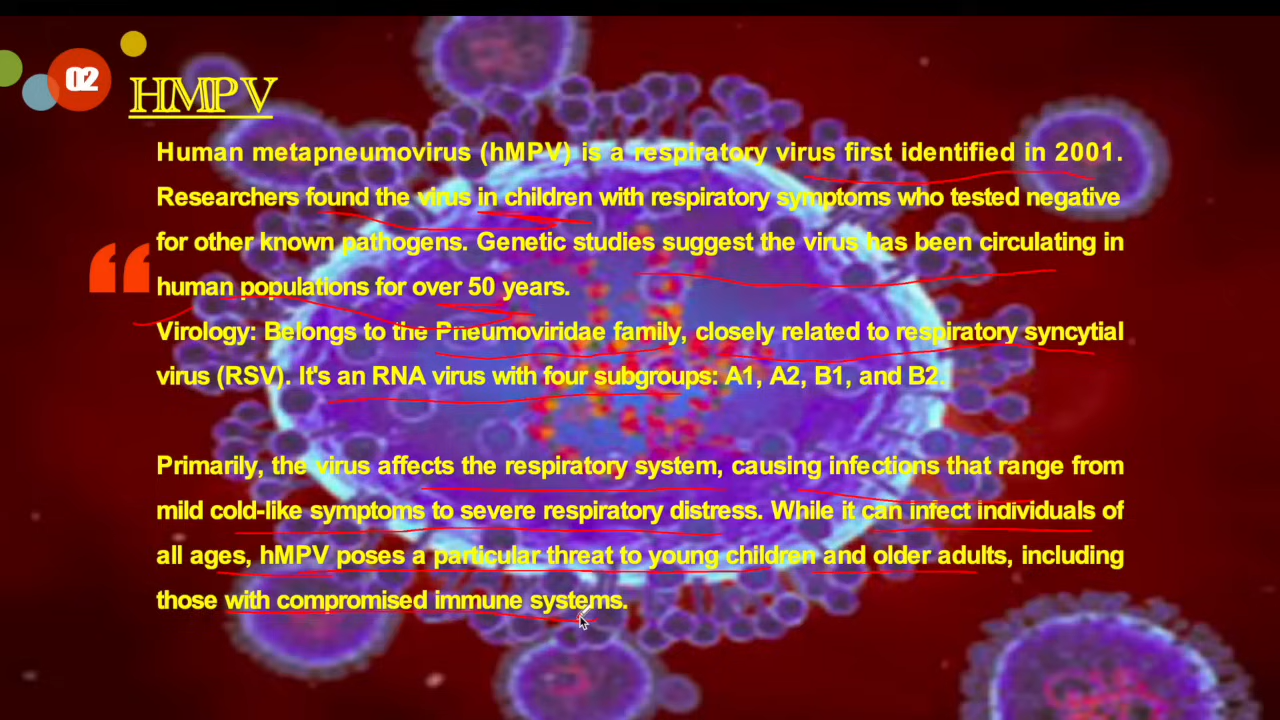 02
HMPV
Human metapneumovirus (hMPV) is a respiratory virus first identified in 2001.
Researchers found the virus in children with respiratory symptoms who tested negative
for other known pathogens. Genetic studies suggest the virus has been circulating in
human populations for over 50 years.
Virology: Belongs to the Pneumoviridae family, closely related to respiratory syncytial
virus (RSV). It's an RNA virus with four subgroups: A1, A2, B1, and B2.
Primarily, the virus affects the respiratory system, causing infections that range from
mild cold-like symptoms to severe respiratory distress. While it can infect individuals of
all ages, hMPV poses a particular threat to young children and older adults, including
those with compromised immune systems.